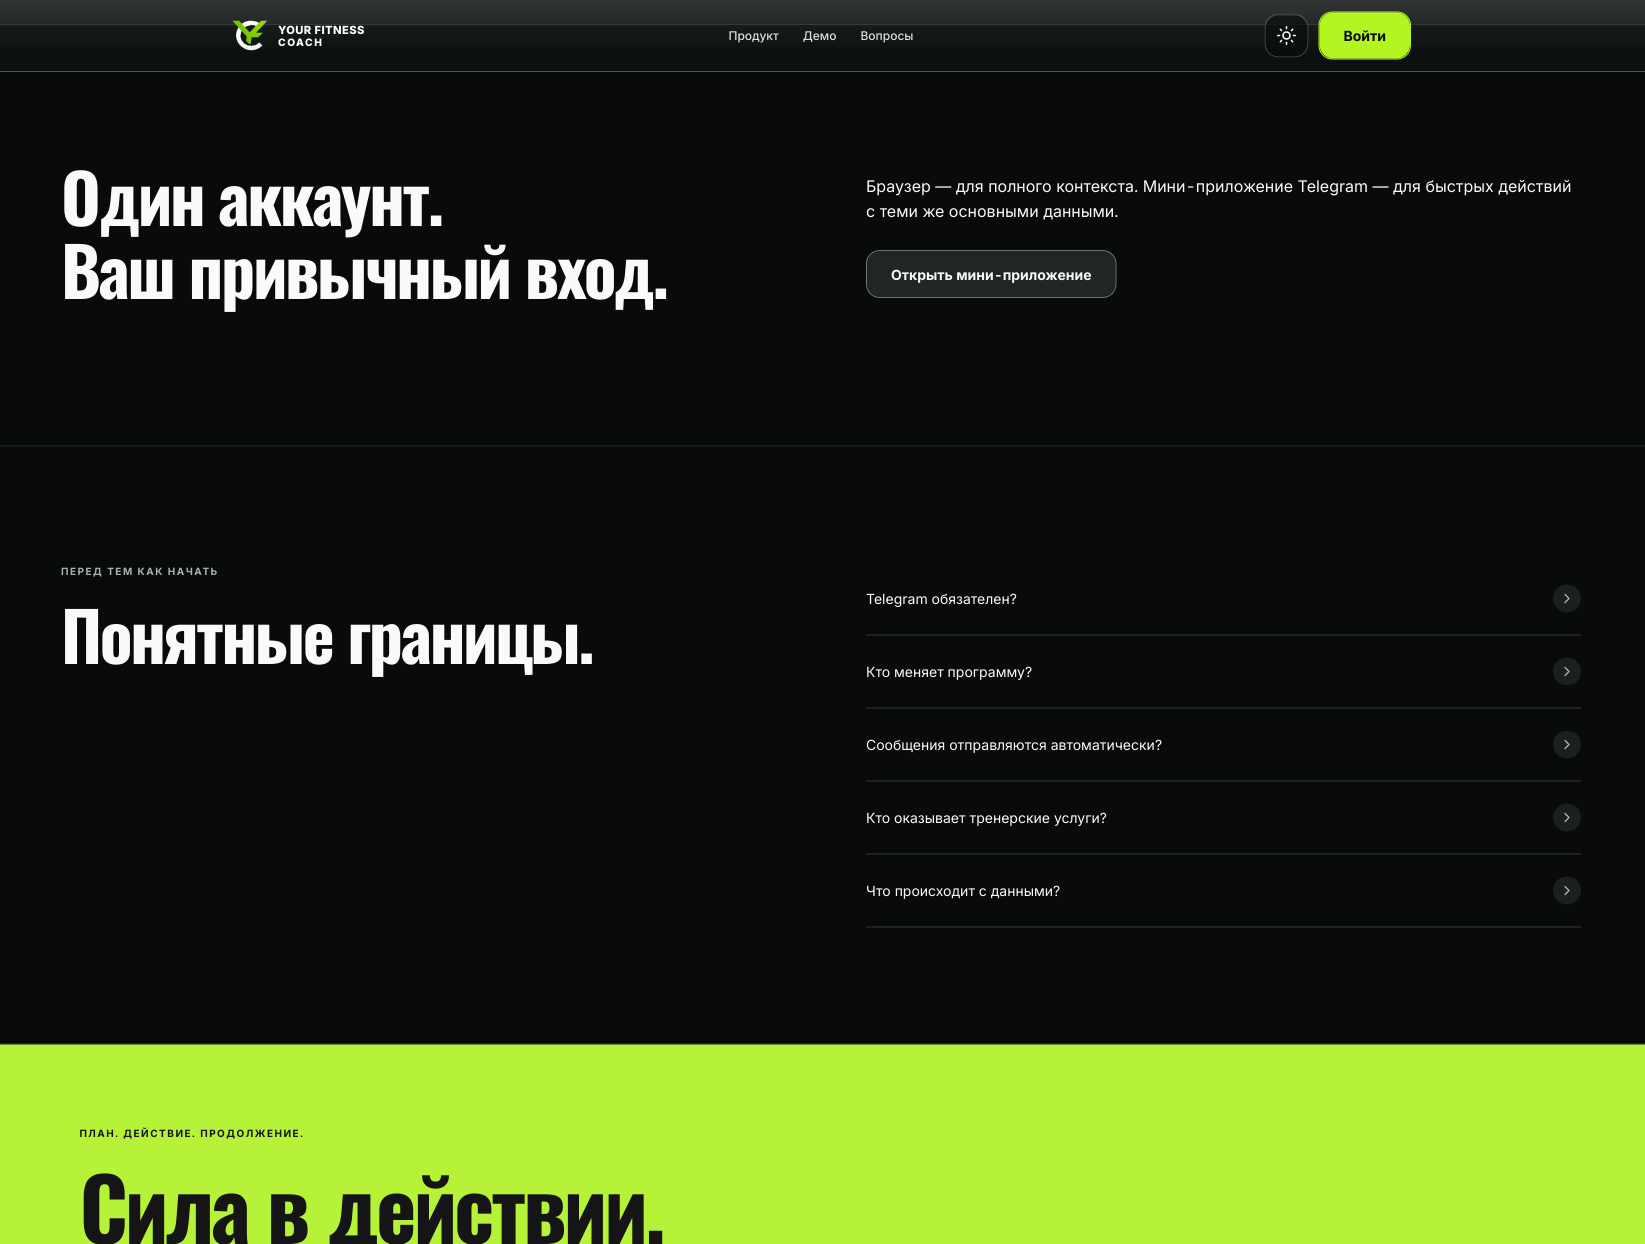 YOUR FITNESS
COACH
Продукт
Демо
Вопросы
Войти
Один аккаунт.
Ваш привычный вход.
Браузер — для полного контекста. Мини-приложение Telegram — для быстрых действий
с теми же основными данными.
Открыть мини-приложение
ПЕРЕД ТЕМ КАК НАЧАТЬ
Понятные границы.
Telegram обязателен?
Кто меняет программу?
Сообщения отправляются автоматически?
Кто оказывает тренерские услуги?
Что происходит с данными?
ПЛАН. ДЕЙСТВИЕ. ПРОДОЛЖЕНИЕ.
Сила в действии.